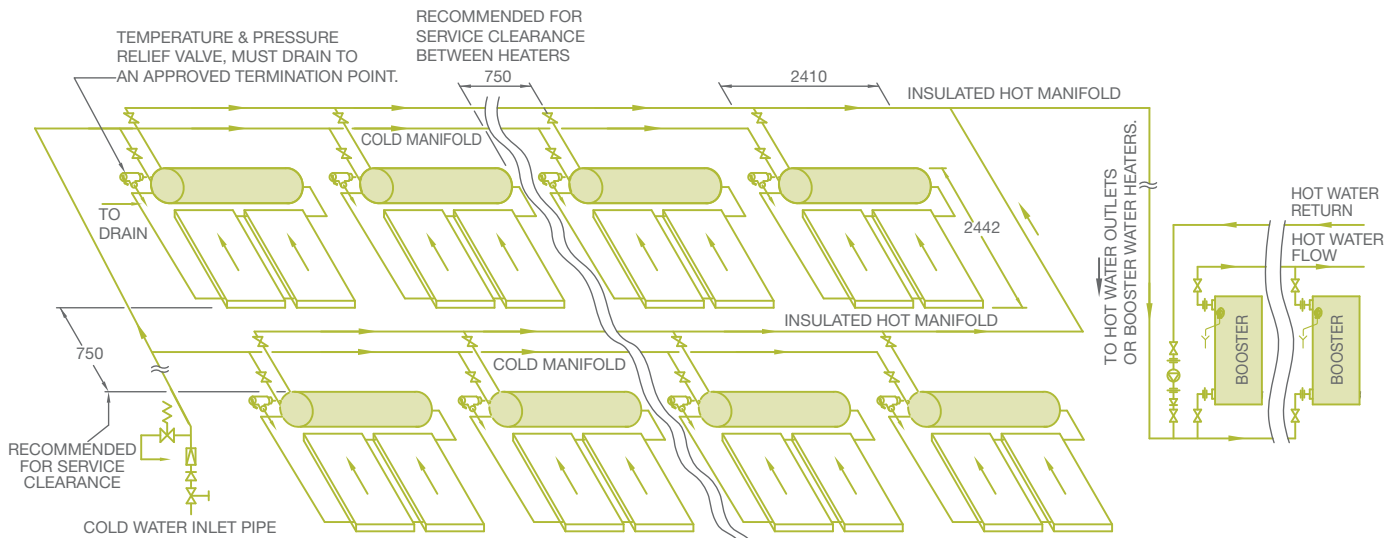 TEMPERATURE & PRESSURE
RELIEF VALVE, MUST DRAIN TO
AN APPROVED TERMINATION POINT.
RECOMMENDED FOR
SERVICE CLEARANCE
BETWEEN HEATERS
750
2410
INSULATED HOT MANIFOLD
COLD MANIFOLD
TO
DRAIN
2442
TO HOT WATER OUTLETS
OR BOOSTER WATER HEATERS.
HOT WATER
RETURN
HOT WATER
FLOW
BOOSTER
BOOSTER
INSULATED HOT MANIFOLD
COLD MANIFOLD
750
RECOMMENDED
FOR SERVICE
CLEARANCE
COLD WATER INLET PIPE